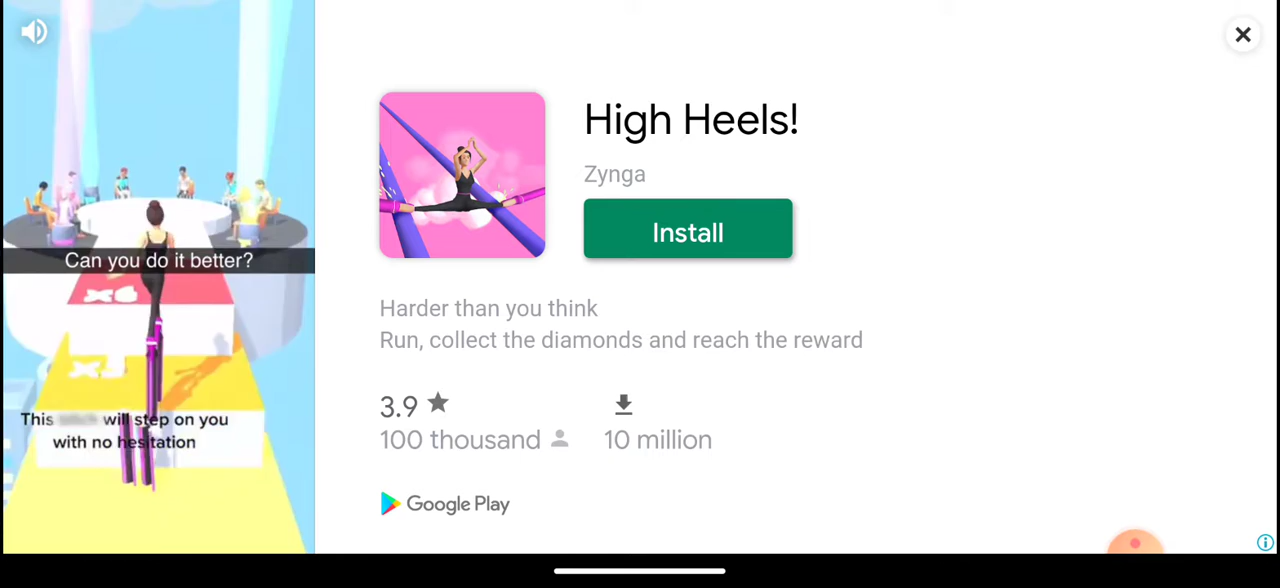 Can you do it better?
x6
This will step on you
with no hesitation
High Heels!
Zynga
Install
Harder than you think
Run, collect the diamonds and reach the reward
3.9
100 thousand
10 million
Google Play